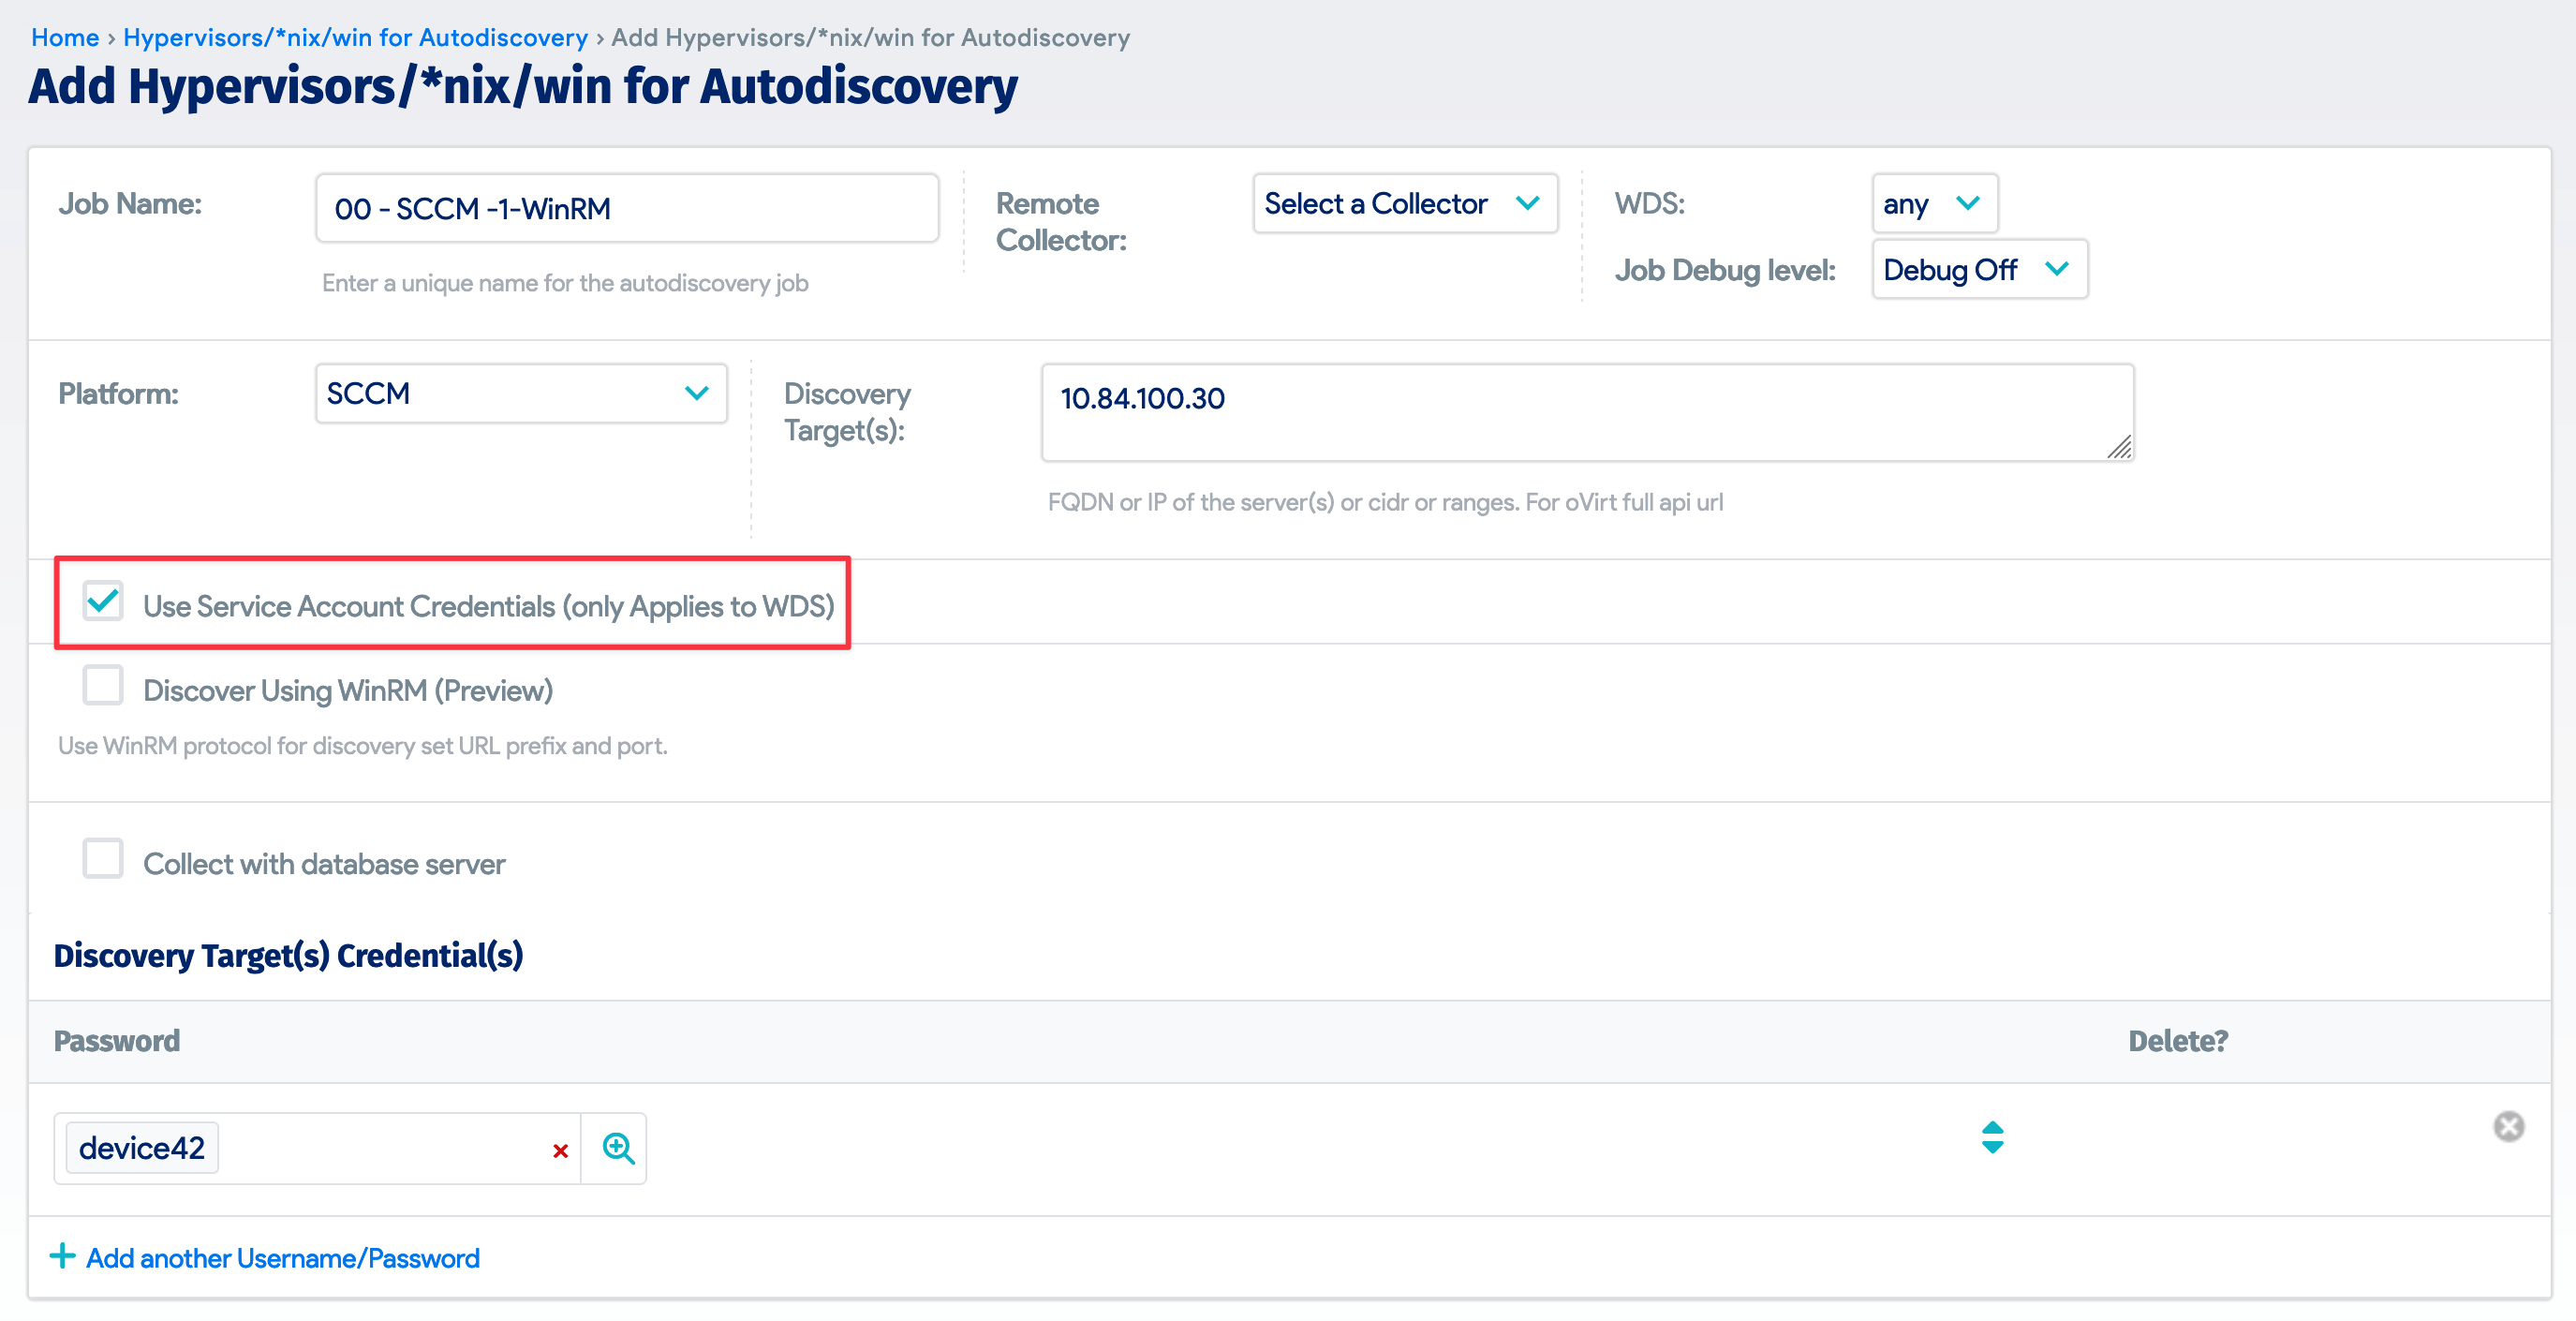 Home › Hypervisors/*nix/win for Autodiscovery › Add Hypervisors/*nix/win for Autodiscovery
Add Hypervisors/*nix/win for Autodiscovery
Job Name:
00 - SCCM -1-WinRM
Enter a unique name for the autodiscovery job
Remote
Collector:
Select a Collector
WDS:
any
Job Debug level:
Debug Off
Platform:
SCCM
Discovery
Target(s):
10.84.100.30
FQDN or IP of the server(s) or cidr or ranges. For oVirt full api url
Use Service Account Credentials (only Applies to WDS)
Discover Using WinRM (Preview)
Use WinRM protocol for discovery set URL prefix and port.
Collect with database server
Discovery Target(s) Credential(s)
Password
Delete?
device42
Add another Username/Password